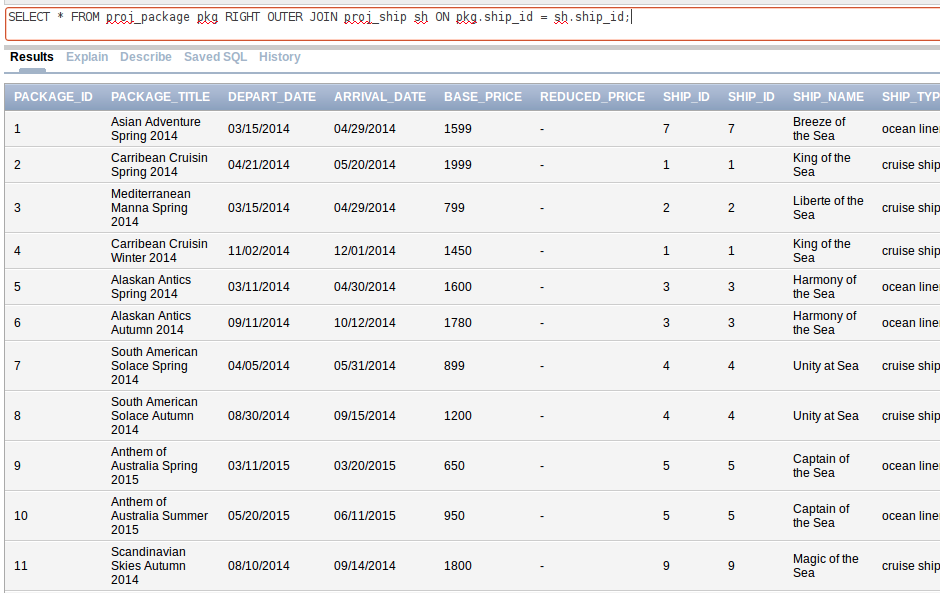 SELECT * FROM proj_package pkg RIGHT OUTER JOIN proj_ship sh ON pkg.ship_id = sh.ship_id;
Results Explain Describe Saved SQL History
PACKAGE_ID PACKAGE_TITLE DEPART_DATE ARRIVAL_DATE BASE_PRICE REDUCED_PRICE SHIP_ID SHIP_ID SHIP_NAME SHIP_TYP
1 Asian Adventure Spring 2014 03/15/2014 04/29/2014 1599 - 7 7 Breeze of the Sea ocean line
2 Carribean Cruisin Spring 2014 04/21/2014 05/20/2014 1999 - 1 1 King of the Sea cruise ship
3 Mediterranean Manna Spring 2014 03/15/2014 04/29/2014 799 - 2 2 Liberte of the Sea cruise ship
4 Carribean Cruisin Winter 2014 11/02/2014 12/01/2014 1450 - 1 1 King of the Sea cruise ship
5 Alaskan Antics Spring 2014 03/11/2014 04/30/2014 1600 - 3 3 Harmony of the Sea ocean line
6 Alaskan Antics Autumn 2014 09/11/2014 10/12/2014 1780 - 3 3 Harmony of the Sea ocean line
7 South American Solace Spring 2014 04/05/2014 05/31/2014 899 - 4 4 Unity at Sea cruise ship
8 South American Solace Autumn 2014 08/30/2014 09/15/2014 1200 - 4 4 Unity at Sea cruise ship
9 Anthem of Australia Spring 2015 03/11/2015 03/20/2015 650 - 5 5 Captain of the Sea ocean line
10 Anthem of Australia Summer 2015 05/20/2015 06/11/2015 950 - 5 5 Captain of the Sea ocean line
11 Scandinavian Skies Autumn 2014 08/10/2014 09/14/2014 1800 - 9 9 Magic of the Sea cruise ship